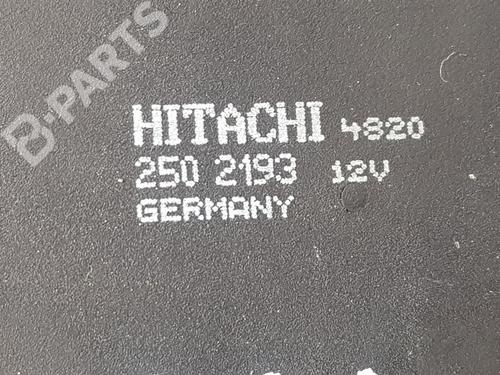 B-PARTS
HITACHI 4820
250 2193 12V
GERMANY